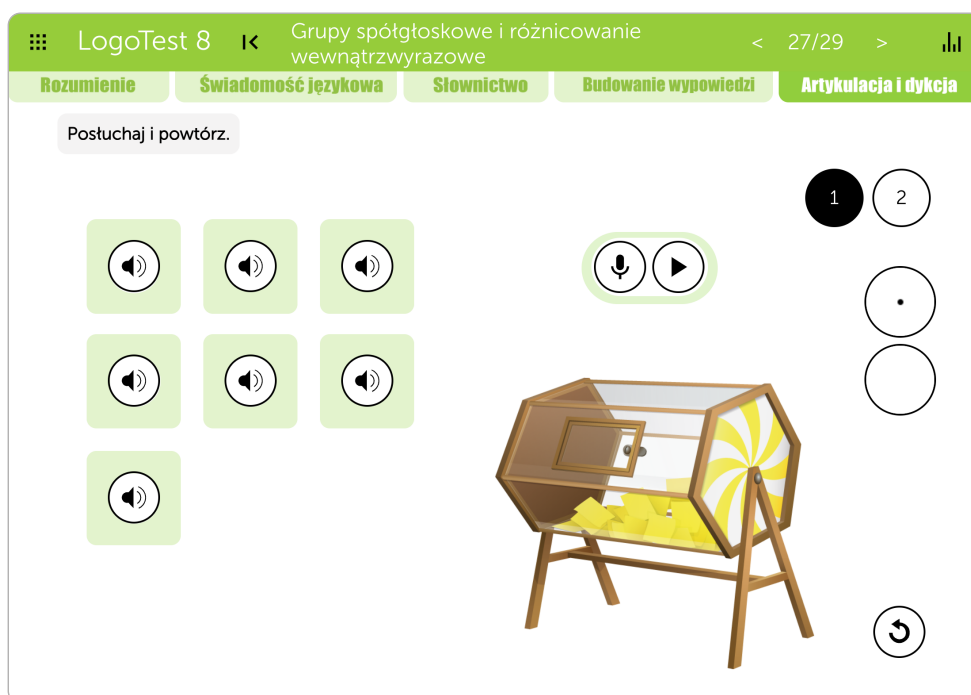 LogoTest 8
Grupy spółgłoskowe i różnicowanie
wewnątrzwyrazowe
< 27/29 >
Rozumienie Świadomość językowa Słownictwo Budowanie wypowiedzi Artykulacja i dykcja
Posłuchaj i powtórz.
1 2